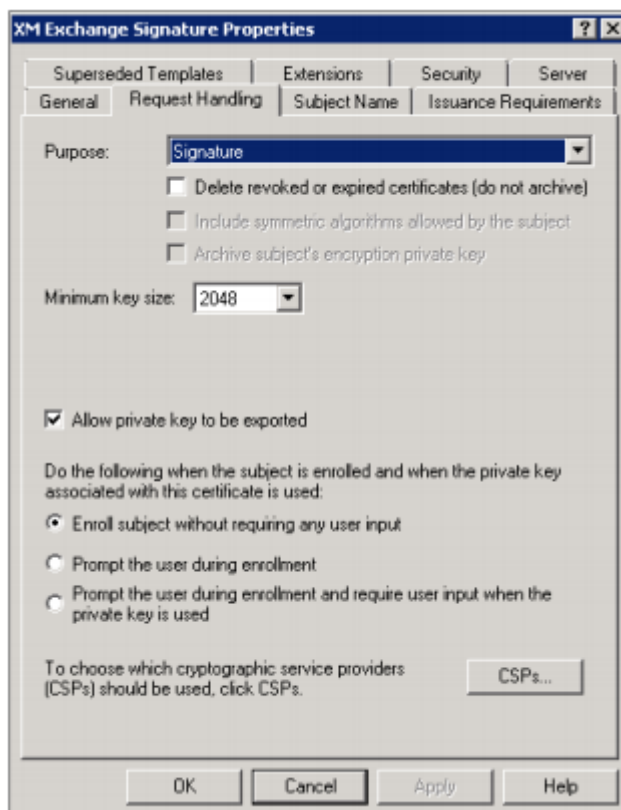 XM Exchange Signature Properties
Superseded Templates Extensions Security Server
General Request Handling Subject Name Issuance Requirements
Purpose: Signature
Delete revoked or expired certificates (do not archive)
Include symmetric algorithms allowed by the subject
Archive subject's encryption private key
Minimum key size: 2048
Allow private key to be exported
Do the following when the subject is enrolled and when the private key
associated with this certificate is used:
Enroll subject without requiring any user input
Prompt the user during enrollment
Prompt the user during enrollment and require user input when the
private key is used
To choose which cryptographic service providers
(CSPs) should be used, click CSPs.
CSPs...
OK Cancel Apply Help